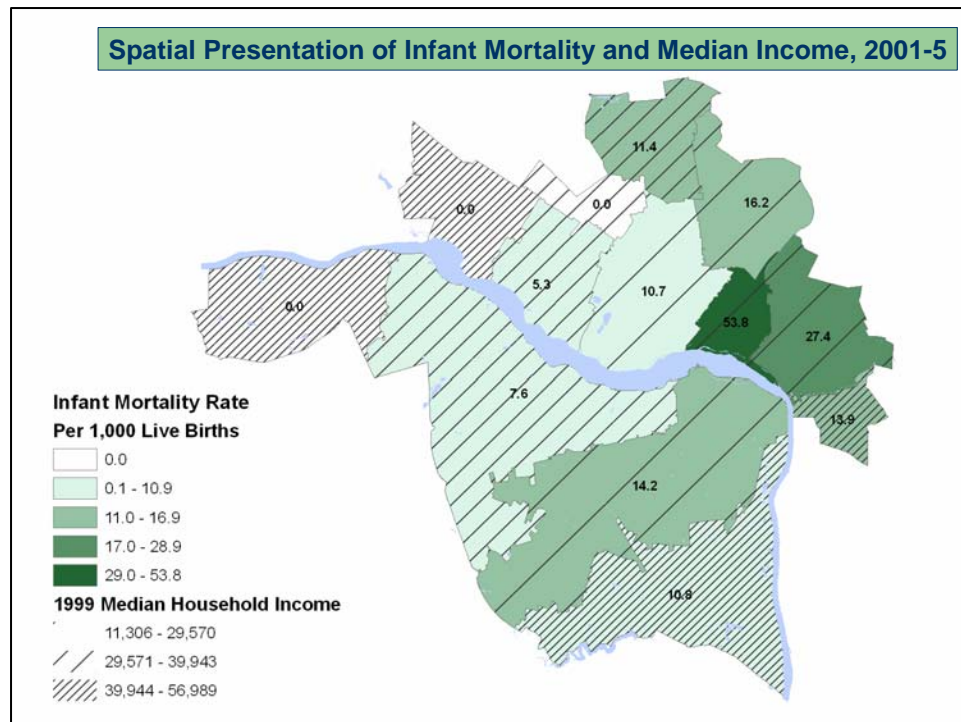 Spatial Presentation of Infant Mortality and Median Income, 2001-5
11.4
0.0
0.0
16.2
5.3
10.7
0.0
53.8
27.4
7.6
13.9
14.2
10.8
Infant Mortality Rate
Per 1,000 Live Births
0.0
0.1 - 10.9
11.0 - 16.9
17.0 - 28.9
29.0 - 53.8
1999 Median Household Income
11,306 - 29,570
29,571 - 39,943
39,944 - 56,989